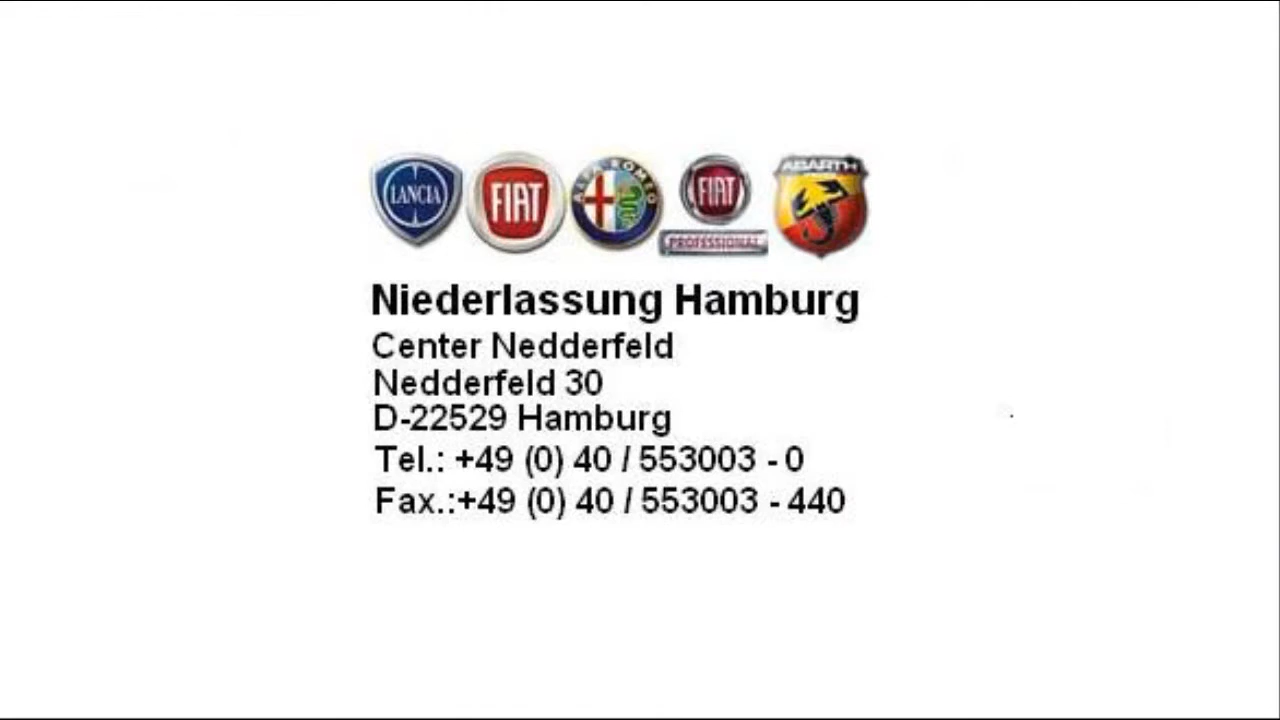 LANCIA FIAT ALFA ROMEO FIAT ABARTH
PROFESSIONAL
Niederlassung Hamburg
Center Nedderfeld
Nedderfeld 30
D-22529 Hamburg
Tel.: +49 (0) 40 / 553003 - 0
Fax.:+49 (0) 40 / 553003 - 440